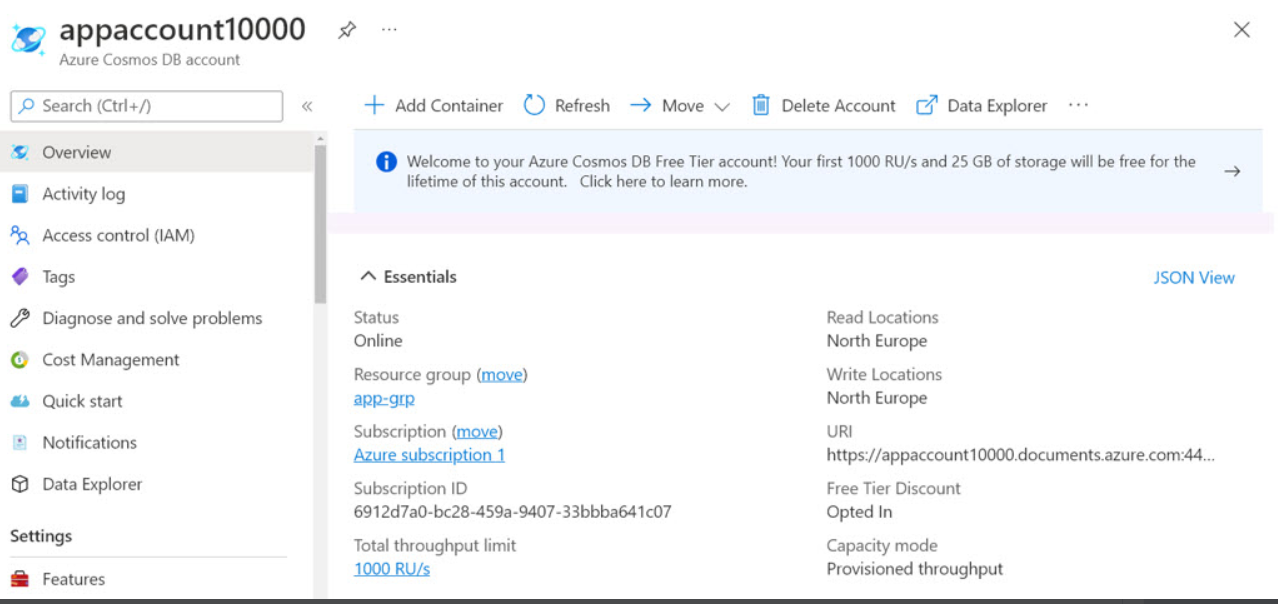 appaccount10000
...
Azure Cosmos DB account
Search (Ctrl+/)
«
Add Container
Refresh
Move
Delete Account
Data Explorer
...
Overview
Activity log
Access control (IAM)
Tags
Diagnose and solve problems
Cost Management
Quick start
Notifications
Data Explorer
Settings
Features
Welcome to your Azure Cosmos DB Free Tier account! Your first 1000 RU/s and 25 GB of storage will be free for the
lifetime of this account. Click here to learn more.
Essentials
JSON View
Status
Online
Resource group (move)
app-grp
Subscription (move)
Azure subscription 1
Subscription ID
6912d7a0-bc28-459a-9407-33bbba641c07
Total throughput limit
1000 RU/s
Read Locations
North Europe
Write Locations
North Europe
URI
https://appaccount10000.documents.azure.com:44...
Free Tier Discount
Opted In
Capacity mode
Provisioned throughput